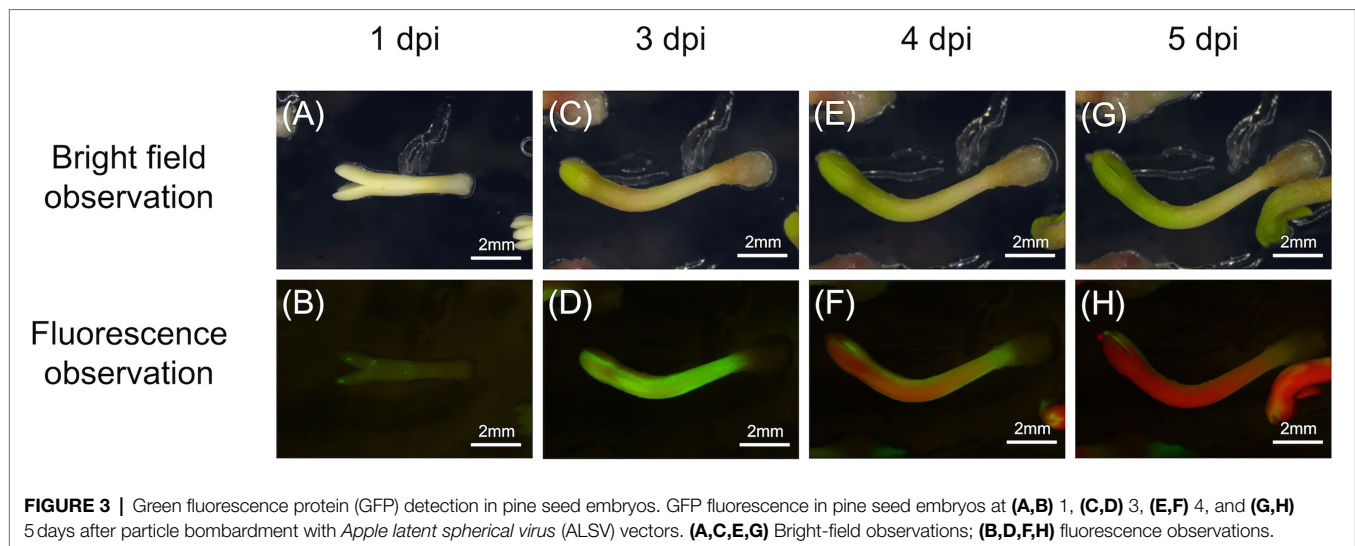 1 dpi 3 dpi 4 dpi 5 dpi
Bright field
observation
(A) (C) (E) (G)
2mm 2mm 2mm 2mm
Fluorescence
observation
(B) (D) (F) (H)
2mm 2mm 2mm 2mm
FIGURE 3 | Green fluorescence protein (GFP) detection in pine seed embryos. GFP fluorescence in pine seed embryos at (A,B) 1, (C,D) 3, (E,F) 4, and (G,H)
5 days after particle bombardment with Apple latent spherical virus (ALSV) vectors. (A,C,E,G) Bright-field observations; (B,D,F,H) fluorescence observations.